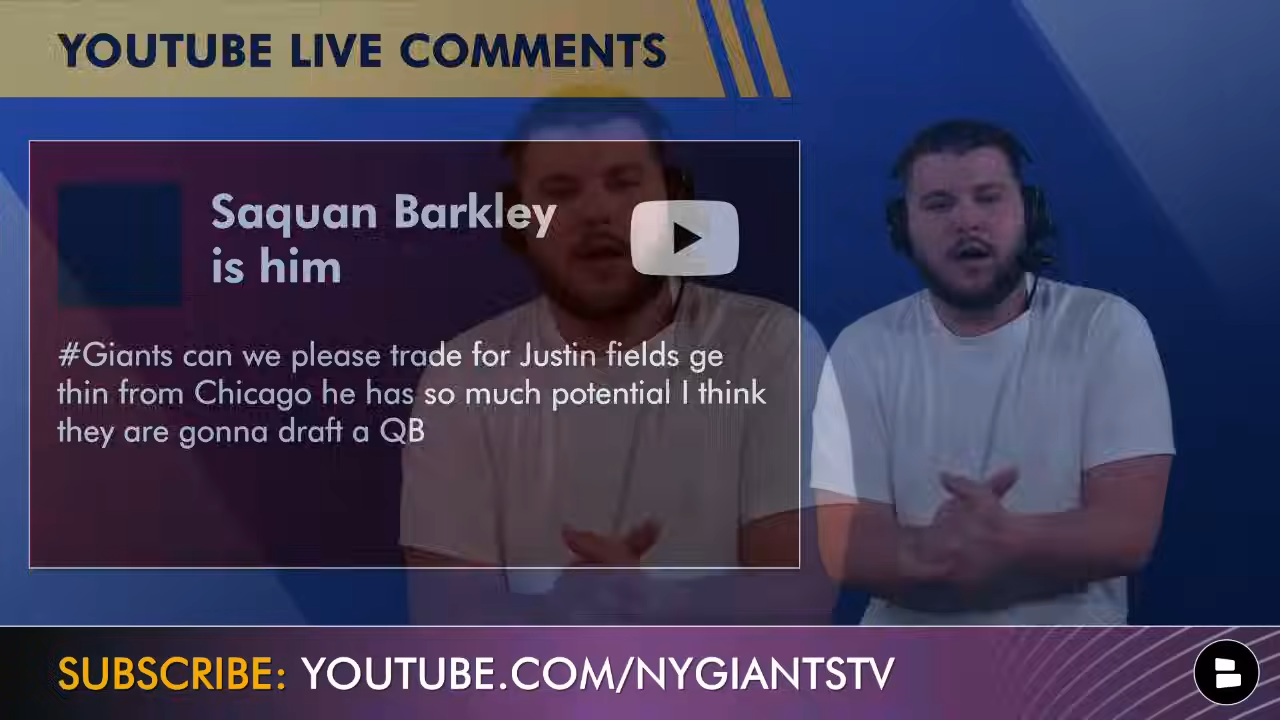 YOUTUBE LIVE COMMENTS
Saquan Barkley
is him
#Giants can we please trade for Justin fields ge
thin from Chicago he has so much potential I think
they are gonna draft a QB
SUBSCRIBE: YOUTUBE.COM/NYGIANTSTV